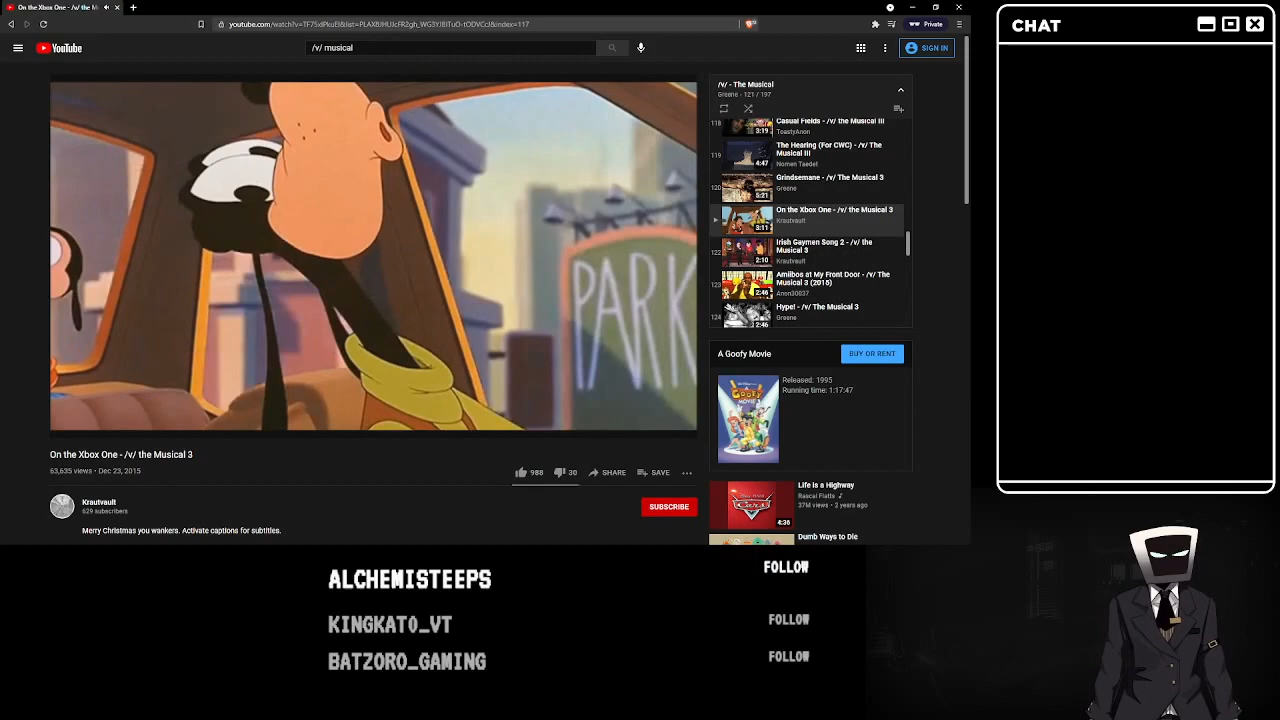 On the Xbox One - /v/ the M
youtube.com/watch?v=TF75xIPkuEI&list=PLAX8HUIcFR2gh_WG3YJBITuO-tODVCcJ&index=117
Private
YouTube
/v/ musical
SIGN IN
/v/ - The Musical
Greene - 121 / 197
118
Casual Fields - /v/ the Musical III
ToastyAnon
3:19
119
The Hearing (For CWC) - /v/ The
Musical III
Nomen Taedet
4:47
120
Grindsemane - /v/ The Musical 3
Greene
5:21
On the Xbox One - /v/ the Musical 3
Krautvault
3:11
122
Irish Gaymen Song 2 - /v/ the
Musical 3
Krautvault
2:10
123
Amiibos at My Front Door - /v/ The
Musical 3 (2015)
Anon30037
2:46
124
Hype! - /v/ The Musical 3
Greene
2:46
PARK
A Goofy Movie
BUY OR RENT
Released: 1995
Running time: 1:17:47
On the Xbox One - /v/ the Musical 3
63,635 views • Dec 23, 2015
988
30
SHARE
SAVE
Krautvault
629 subscribers
SUBSCRIBE
Merry Christmas you wankers. Activate captions for subtitles.
Life is a Highway
Rascal Flatts
37M views • 2 years ago
4:36
Dumb Ways to Die
CHAT
ALCHEMISTEEPS
FOLLOW
KINGKATO_VT
FOLLOW
BATZORO_GAMING
FOLLOW